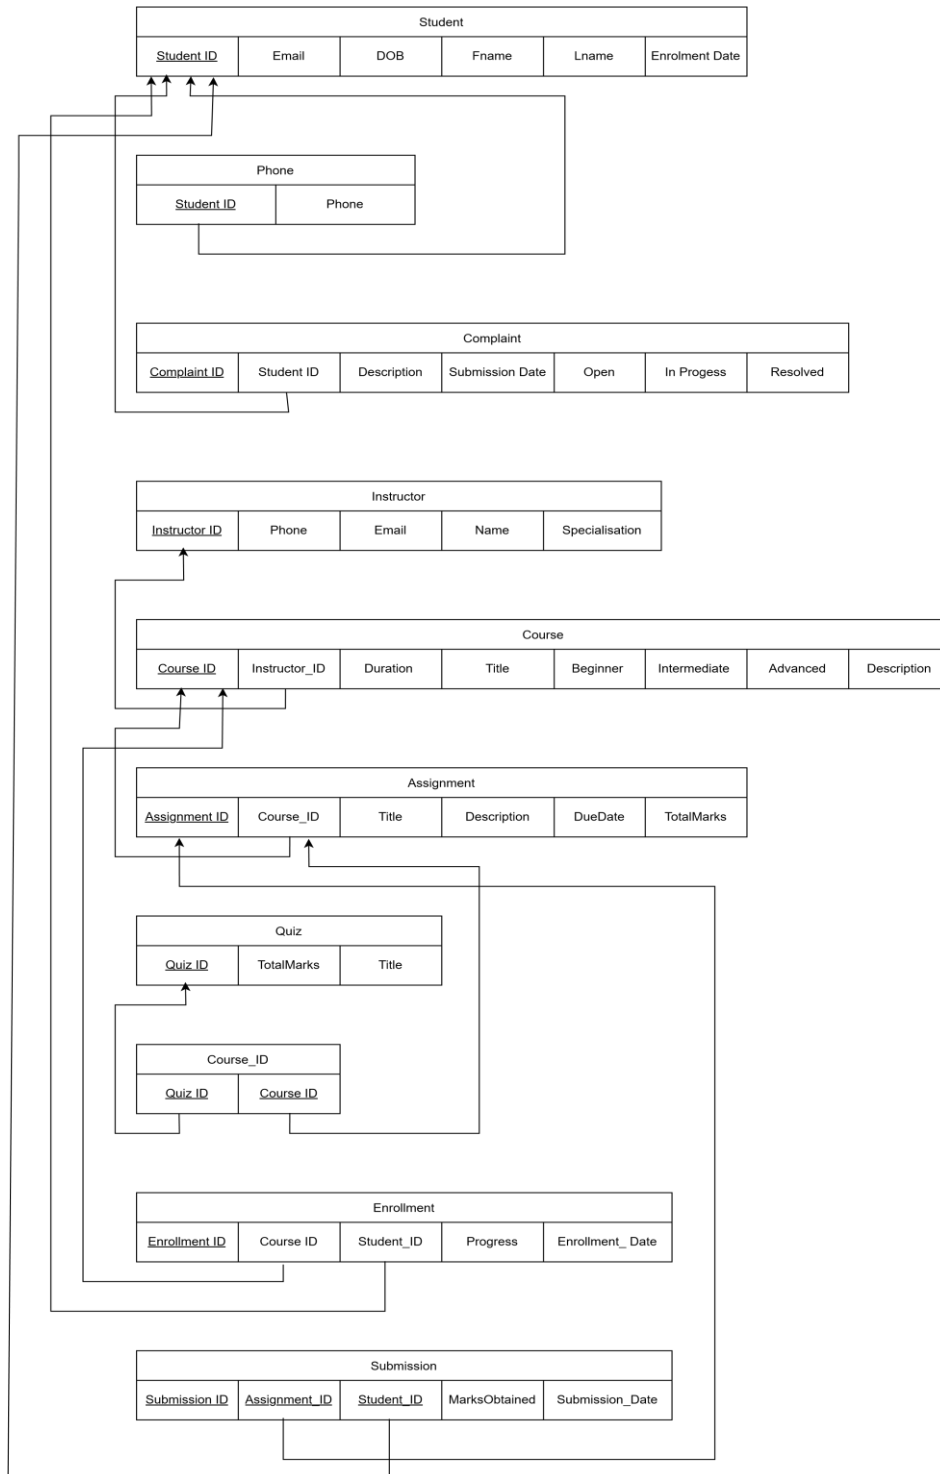 Student
Student ID Email DOB Fname Lname Enrolment Date
Phone
Student ID Phone
Complaint
Complaint ID Student ID Description Submission Date Open In Progess Resolved
Instructor
Instructor ID Phone Email Name Specialisation
Course
Course ID Instructor_ID Duration Title Beginner Intermediate Advanced Description
Assignment
Assignment ID Course_ID Title Description DueDate TotalMarks
Quiz
Quiz ID TotalMarks Title
Course_ID
Quiz ID Course ID
Enrollment
Enrollment ID Course ID Student_ID Progress Enrollment_ Date
Submission
Submission ID Assignment_ID Student_ID MarksObtained Submission_Date